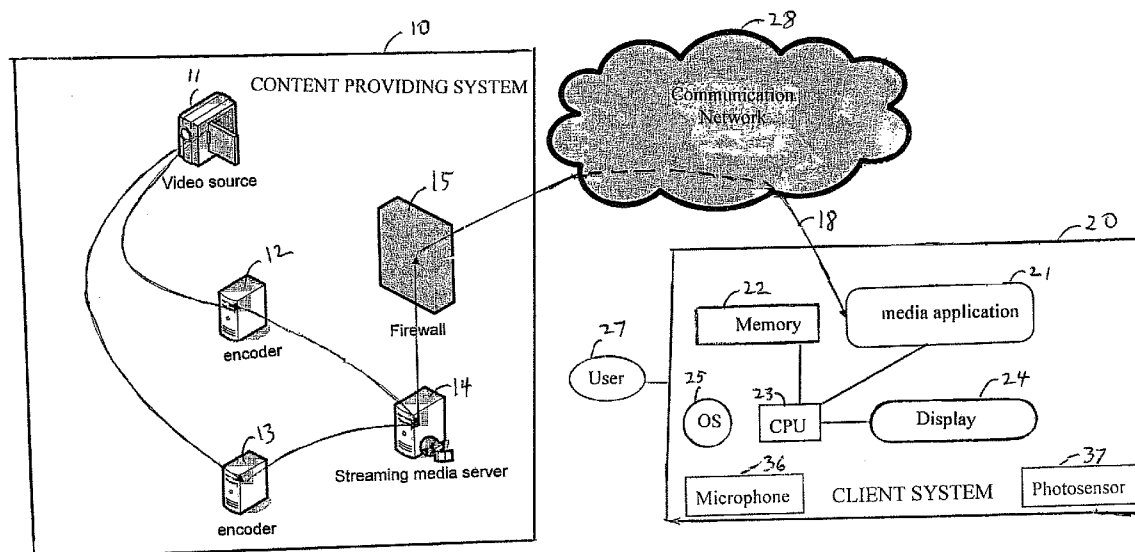 10
28
11
CONTENT PROVIDING SYSTEM
Communication
Network
Video source
15
18
20
12
22
21
Memory
media application
encoder
Firewall
27
User
25
OS
23
CPU
24
Display
14
13
Streaming media server
encoder
36
Microphone
CLIENT SYSTEM
37
Photosensor